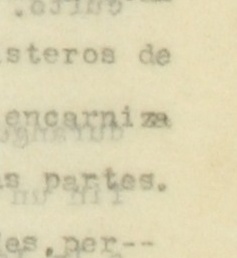 steros de
encarniza
s partes.
es, per--